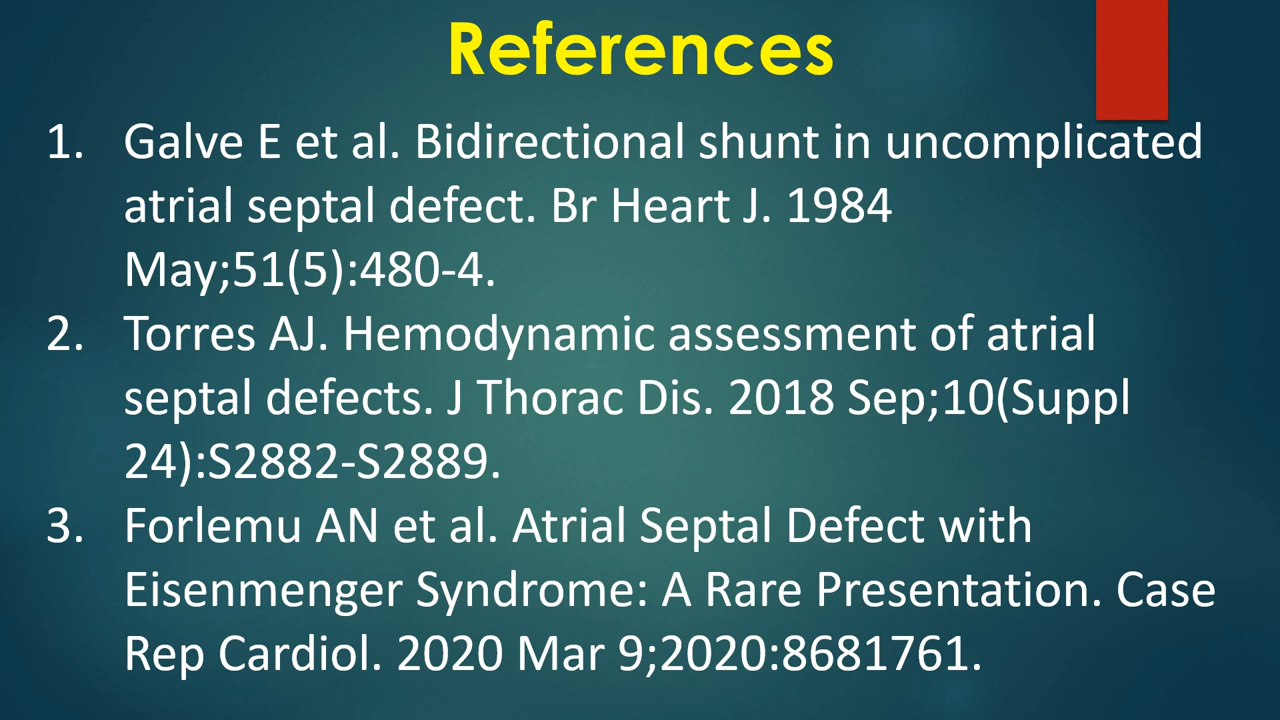 References
1. Galve E et al. Bidirectional shunt in uncomplicated
atrial septal defect. Br Heart J. 1984
May;51(5):480-4.
2. Torres AJ. Hemodynamic assessment of atrial
septal defects. J Thorac Dis. 2018 Sep;10(Suppl
24):S2882-S2889.
3. Forlemu AN et al. Atrial Septal Defect with
Eisenmenger Syndrome: A Rare Presentation. Case
Rep Cardiol. 2020 Mar 9;2020:8681761.